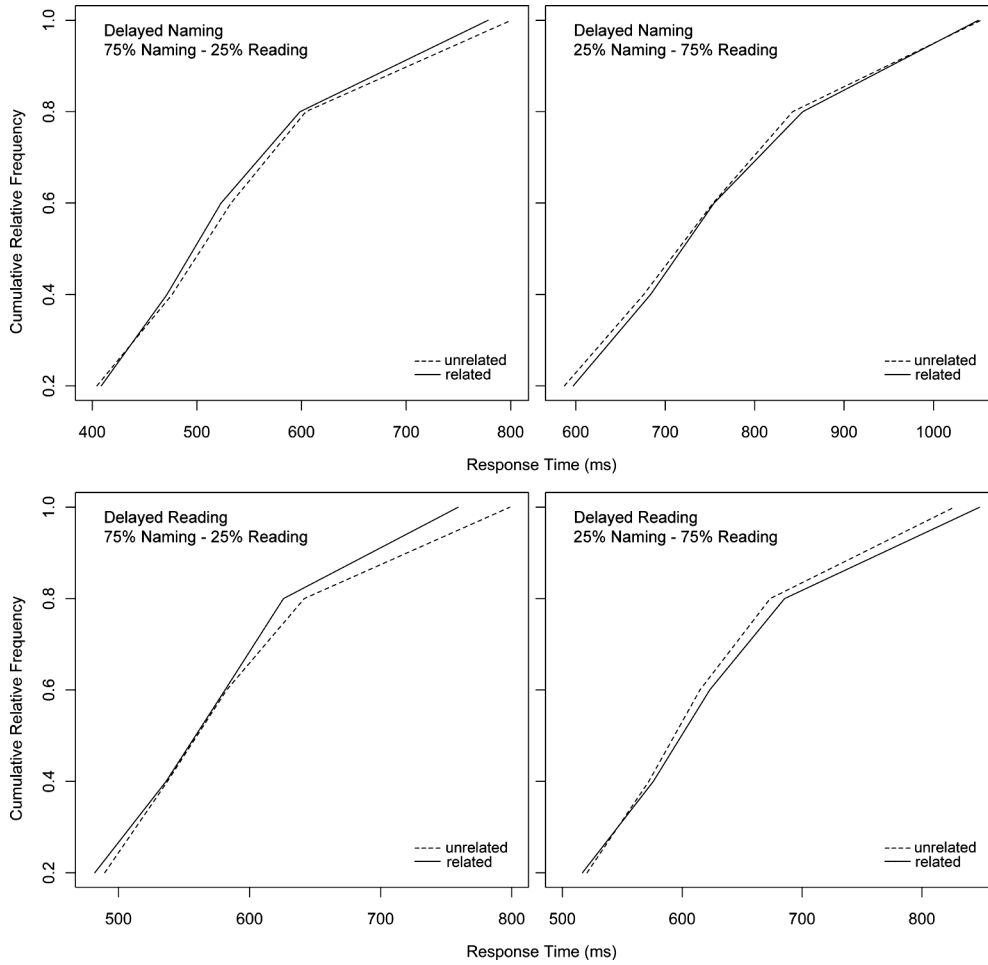 Delayed Naming
75% Naming - 25% Reading
Cumulative Relative Frequency
1.0
0.8
0.6
0.4
0.2
unrelated
related
400 500 600 700 800
Delayed Naming
25% Naming - 75% Reading
unrelated
related
600 700 800 900 1000
Response Time (ms)
Delayed Reading
75% Naming - 25% Reading
Cumulative Relative Frequency
1.0
0.8
0.6
0.4
0.2
unrelated
related
500 600 700 800
Delayed Reading
25% Naming - 75% Reading
unrelated
related
500 600 700 800
Response Time (ms)